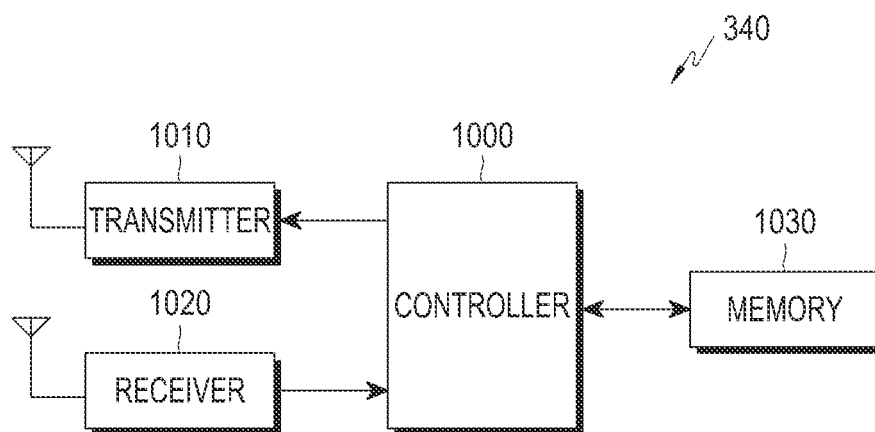 340
1010
1000
TRANSMITTER
1030
1020
CONTROLLER
MEMORY
RECEIVER